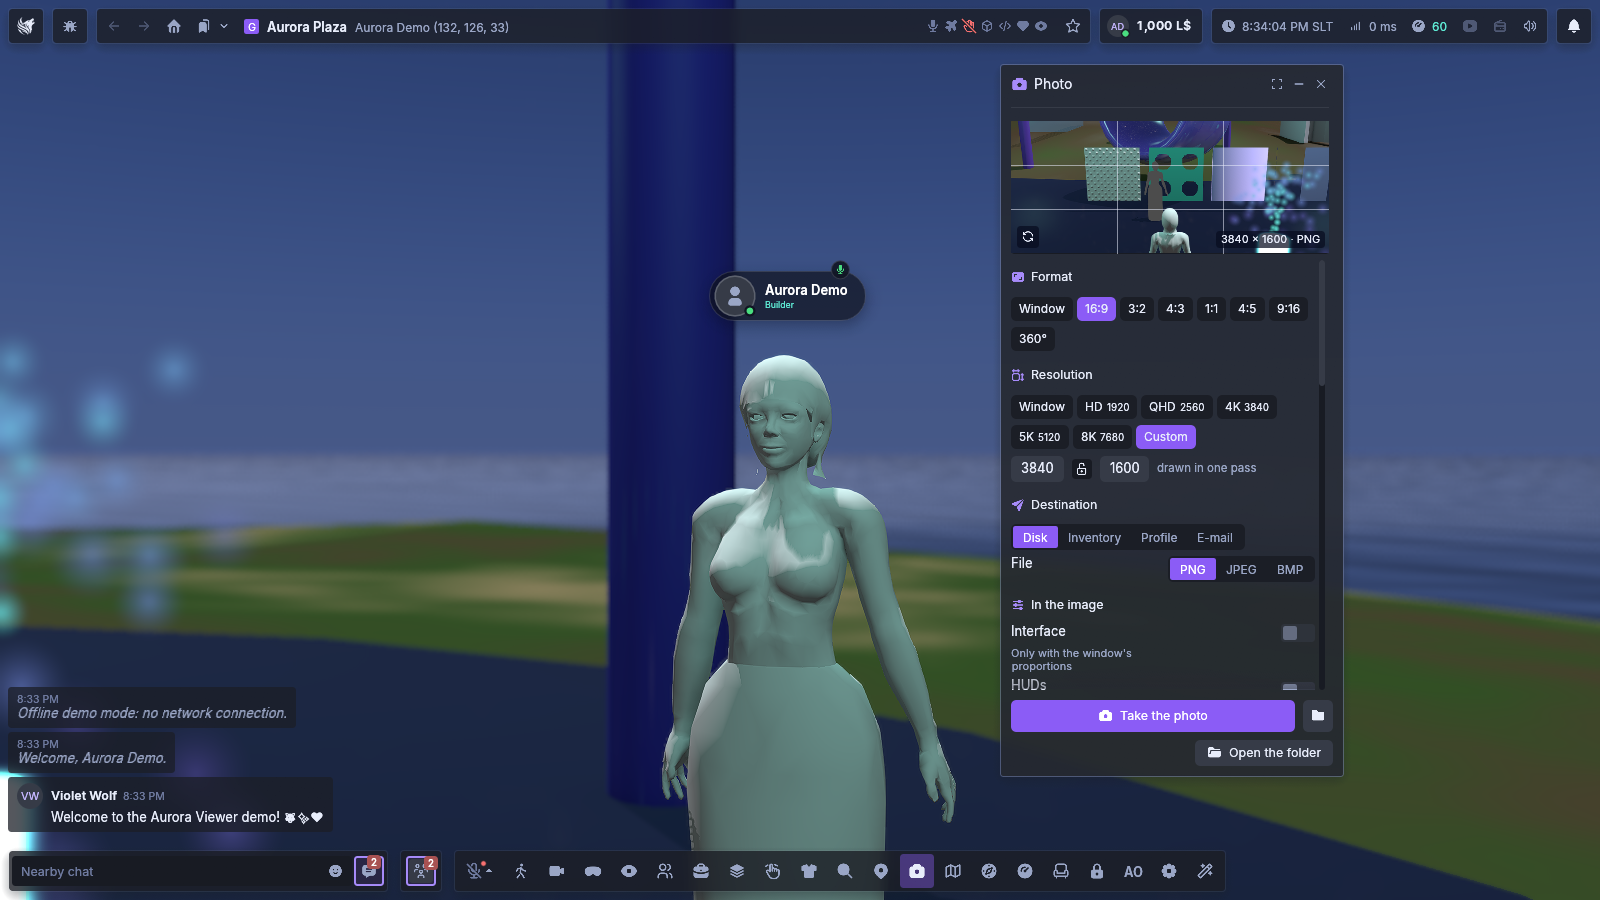 G Aurora Plaza Aurora Demo (132, 126, 33)
AD 1,000 L$
8:34:04 PM SLT 0 ms 60
Photo
3840 × 1600 · PNG
Format
Window 16:9 3:2 4:3 1:1 4:5 9:16
360°
Resolution
Window HD 1920 QHD 2560 4K 3840
5K 5120 8K 7680 Custom
3840 1600 drawn in one pass
Destination
Disk Inventory Profile E-mail
File PNG JPEG BMP
In the image
Interface
Only with the window's
proportions
HUDs
Take the photo
Open the folder
Aurora Demo
Builder
8:33 PM
Offline demo mode: no network connection.
8:33 PM
Welcome, Aurora Demo.
VW Violet Wolf 8:33 PM
Welcome to the Aurora Viewer demo!
Nearby chat 2 2 AO